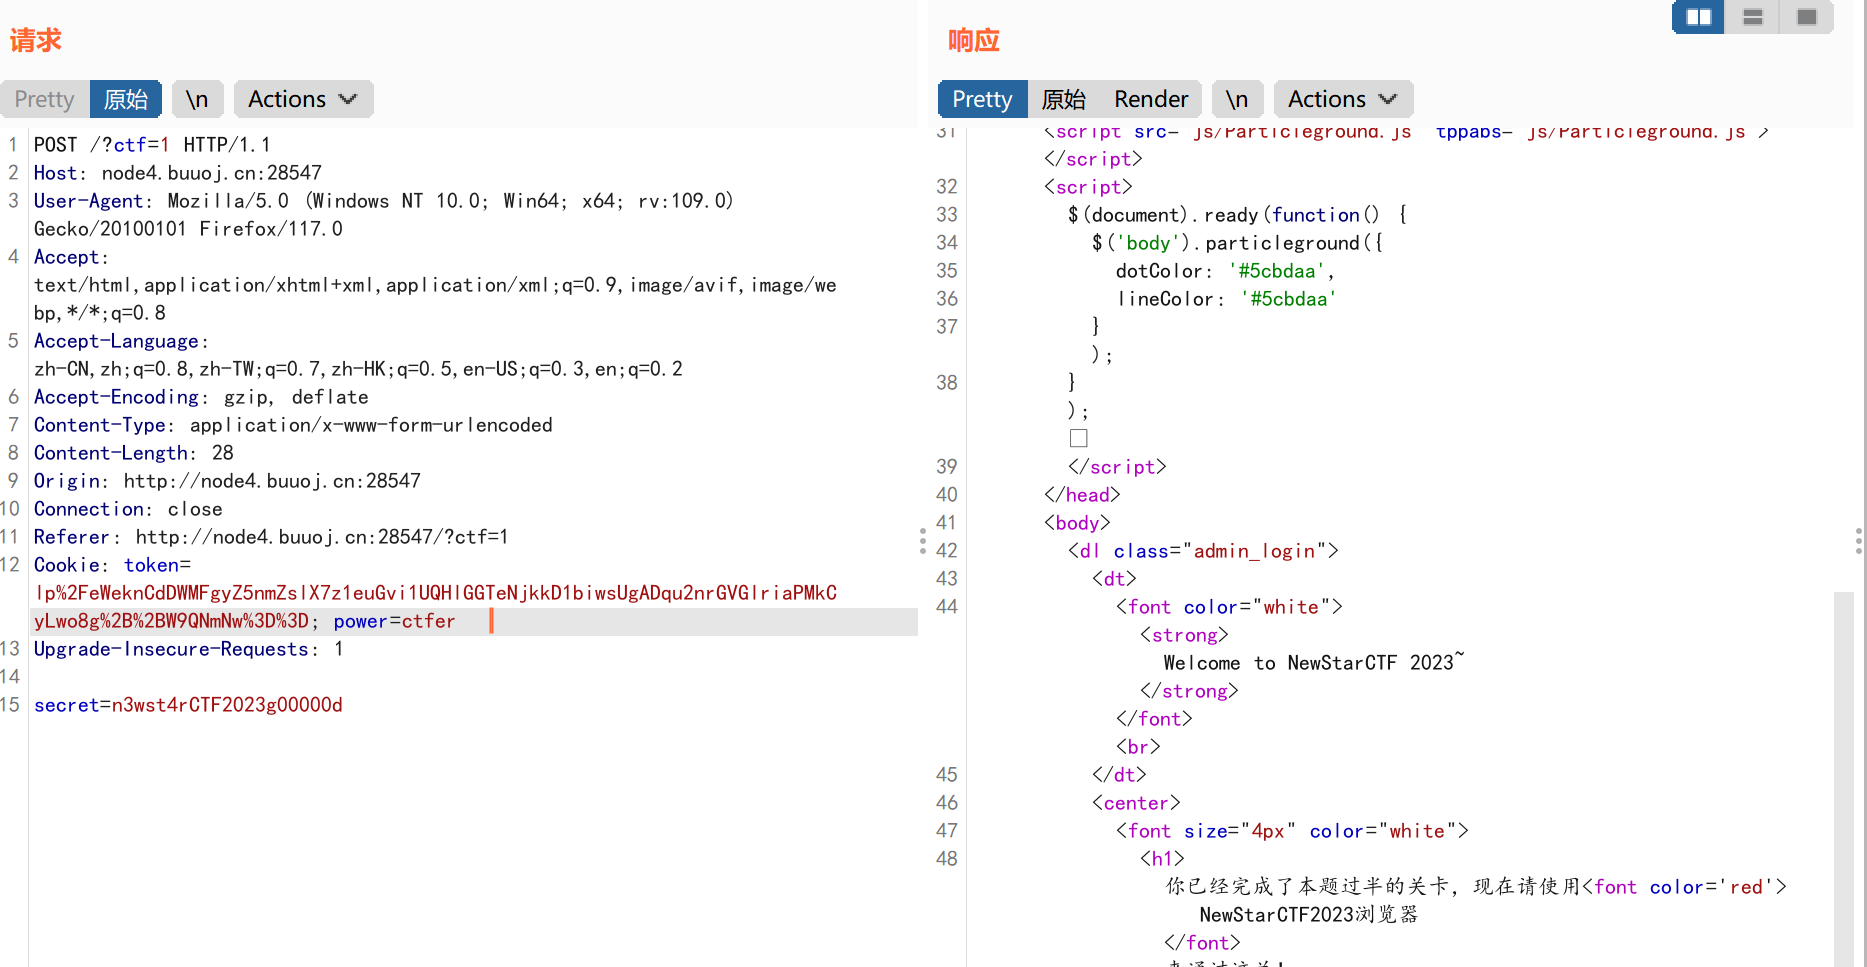 请求
Pretty 原始 \n Actions
1 POST /?ctf=1 HTTP/1.1
2 Host: node4.buuoj.cn:28547
3 User-Agent: Mozilla/5.0 (Windows NT 10.0; Win64; x64; rv:109.0)
Gecko/20100101 Firefox/117.0
4 Accept:
text/html,application/xhtml+xml,application/xml;q=0.9,image/avif,image/we
bp,*/*;q=0.8
5 Accept-Language:
zh-CN,zh;q=0.8,zh-TW;q=0.7,zh-HK;q=0.5,en-US;q=0.3,en;q=0.2
6 Accept-Encoding: gzip, deflate
7 Content-Type: application/x-www-form-urlencoded
8 Content-Length: 28
9 Origin: http://node4.buuoj.cn:28547
10 Connection: close
11 Referer: http://node4.buuoj.cn:28547/?ctf=1
12 Cookie: token=
lp%2FeWeknCdDWMFgyZ5nmZslX7z1euGvi1UQHlGGTeNjkkD1biwsUgADqu2nrGVGlriaPMkC
yLwo8g%2B%2BW9QNmNw%3D%3D; power=ctfer
13 Upgrade-Insecure-Requests: 1
14
15 secret=n3wst4rCTF2023g00000d
响应
Pretty 原始 Render \n Actions
31 <script src="js/Particleground.js" tppabs="js/Particleground.js">
</script>
32 <script>
33 $(document).ready(function() {
34 $('body').particleground({
35 dotColor: '#5cbdaa',
36 lineColor: '#5cbdaa'
37 }
);
38 }
);
39 </script>
40 </head>
41 <body>
42 <dl class="admin_login">
43 <dt>
44 <font color="white">
<strong>
Welcome to NewStarCTF 2023~
</strong>
</font>
<br>
45 </dt>
46 <center>
47 <font size="4px" color="white">
48 <h1>
你已经完成了本题过半的关卡，现在请使用<font color='red'>
NewStarCTF2023浏览器
</font>
来通过这关!